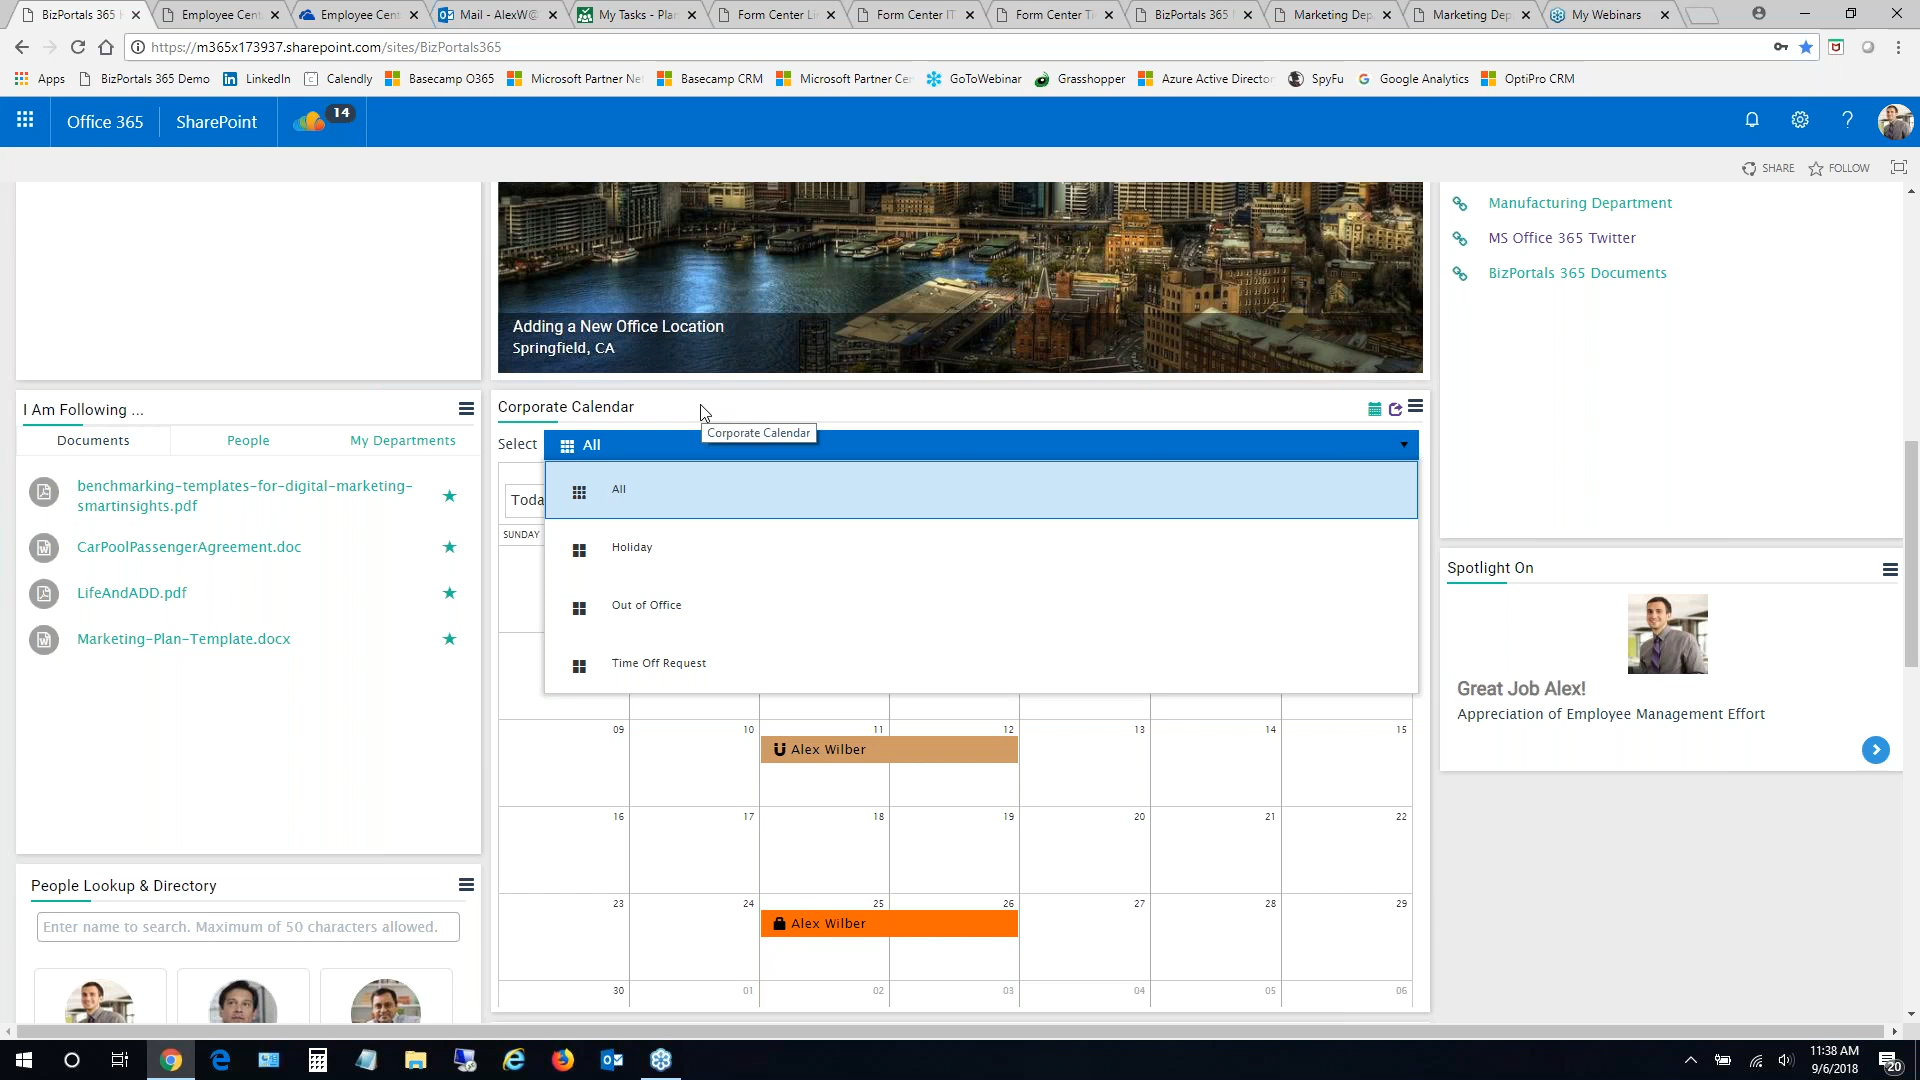 BizPortals 365 H
Employee Cent
Employee Cent
Mail - AlexW@
My Tasks - Plan
Form Center Li
Form Center IT
Form Center Ti
BizPortals 365
Marketing Dep
Marketing Dep
My Webinars
https://m365x173937.sharepoint.com/sites/BizPortals365
Apps
BizPortals 365 Demo
LinkedIn
Calendly
Basecamp O365
Microsoft Partner Ne
Basecamp CRM
Microsoft Partner Ce
GoToWebinar
Grasshopper
Azure Active Director
SpyFu
Google Analytics
OptiPro CRM
Office 365
SharePoint
14
SHARE
FOLLOW
Adding a New Office Location
Springfield, CA
Manufacturing Department
MS Office 365 Twitter
BizPortals 365 Documents
I Am Following ...
Documents
People
My Departments
benchmarking-templates-for-digital-marketing-
smartinsights.pdf
CarPoolPassengerAgreement.doc
LifeAndADD.pdf
Marketing-Plan-Template.docx
People Lookup & Directory
Enter name to search. Maximum of 50 characters allowed.
Corporate Calendar
Corporate Calendar
Select
All
All
Holiday
Out of Office
Time Off Request
Toda
SUNDAY
09 10 11 12 13 14 15
Alex Wilber
16 17 18 19 20 21 22
23 24 25 26 27 28 29
Alex Wilber
30 01 02 03 04 05 06
Spotlight On
Great Job Alex!
Appreciation of Employee Management Effort
11:38 AM
9/6/2018
20